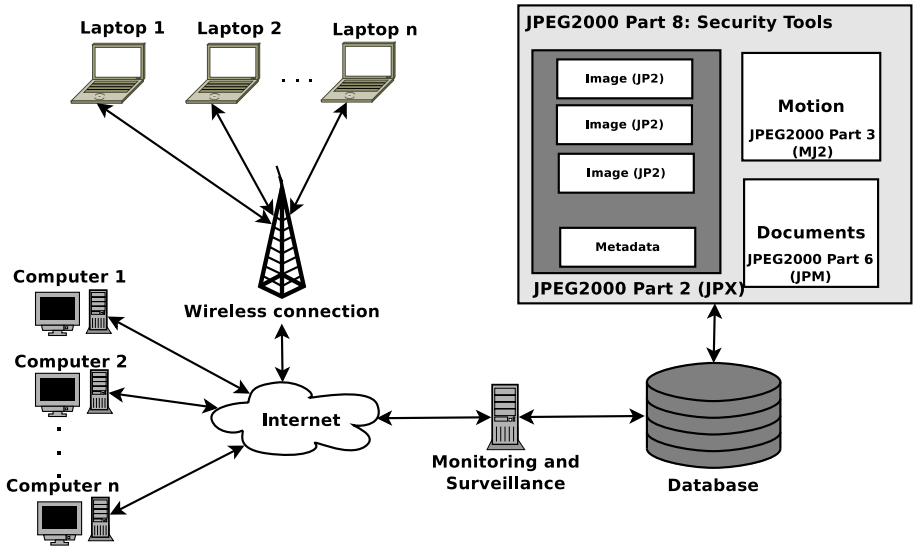 Laptop 1
Laptop 2
. . .
Laptop n
Wireless connection
Computer 1
Computer 2
.
.
.
Computer n
Internet
Monitoring and
Surveillance
Database
JPEG2000 Part 8: Security Tools
Image (JP2)
Image (JP2)
Image (JP2)
Metadata
JPEG2000 Part 2 (JPX)
Motion
JPEG2000 Part 3
(MJ2)
Documents
JPEG2000 Part 6
(JPM)